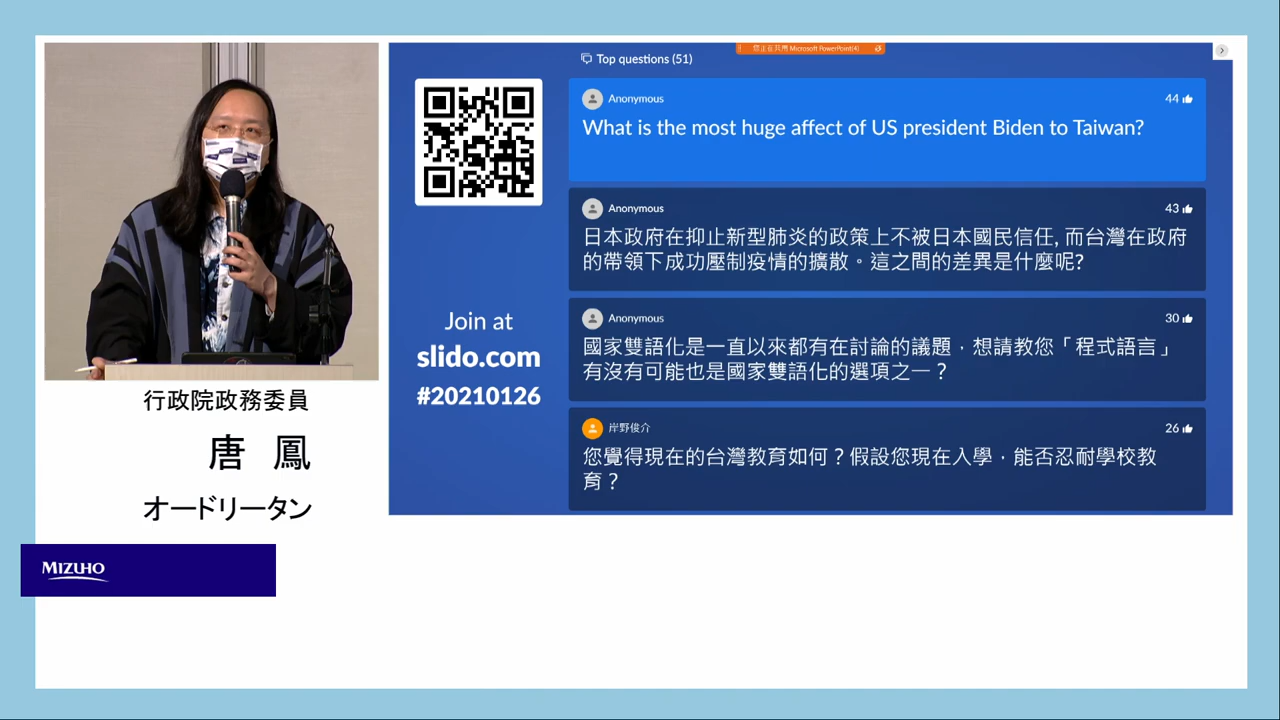 Top questions (51)
您正在共用 Microsoft PowerPoint(4)
Anonymous
44
What is the most huge affect of US president Biden to Taiwan?
Anonymous
43
日本政府在抑止新型肺炎的政策上不被日本國民信任, 而台灣在政府
的帶領下成功壓制疫情的擴散。這之間的差異是什麼呢?
Anonymous
30
國家雙語化是一直以來都有在討論的議題，想請教您「程式語言」
有沒有可能也是國家雙語化的選項之一？
岸野俊介
26
您覺得現在的台灣教育如何？假設您現在入學，能否忍耐學校教
育？
Join at
slido.com
#20210126
行政院政務委員
唐 鳳
オードリータン
MIZUHO